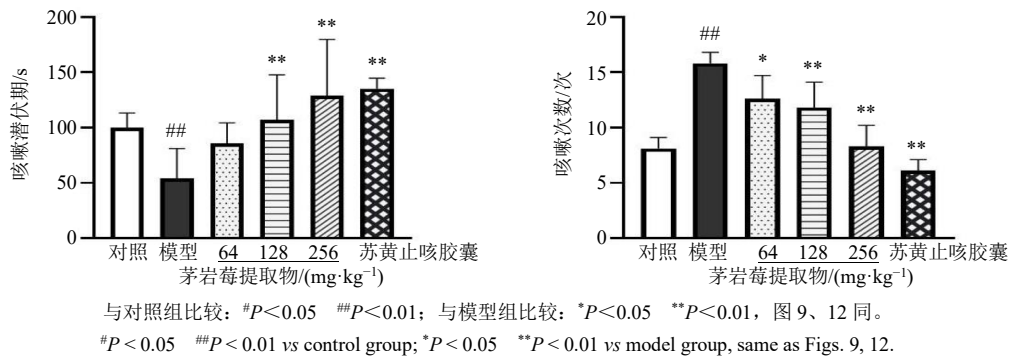 200
150
100
50
0
咳嗽潜伏期/s
##
**
**
**
对照 模型 64 128 256 苏黄止咳胶囊
茅岩莓提取物/(mg·kg⁻¹)
20
15
10
5
0
咳嗽次数/次
##
*
**
**
**
对照 模型 64 128 256 苏黄止咳胶囊
茅岩莓提取物/(mg·kg⁻¹)
与对照组比较：#P<0.05 ##P<0.01；与模型组比较：*P<0.05 **P<0.01，图 9、12 同。
#P < 0.05 ##P < 0.01 vs control group; *P < 0.05 **P < 0.01 vs model group, same as Figs. 9, 12.